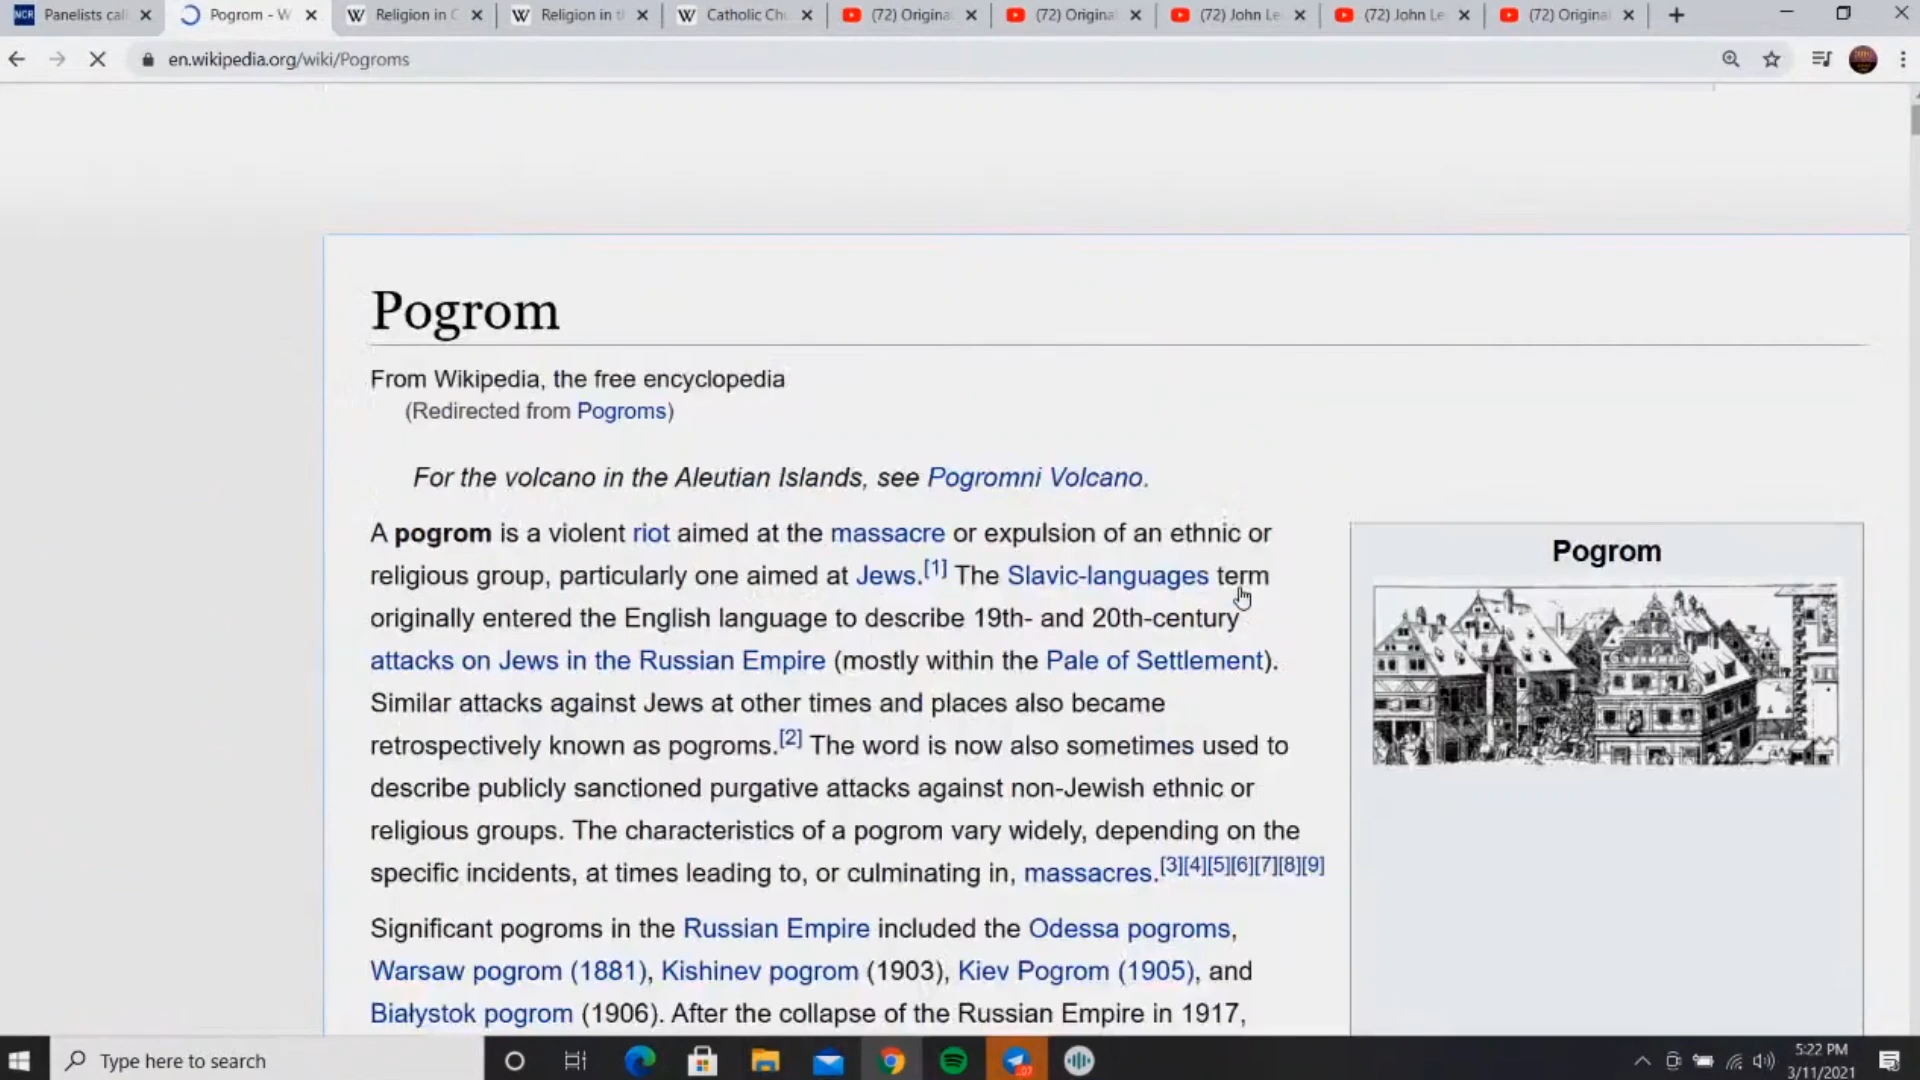 NCR Panelists cal
Pogrom - W
W Religion in C
W Religion in t
W Catholic Ch
(72) Origina
(72) Origina
(72) John Le
(72) John Le
(72) Origina
en.wikipedia.org/wiki/Pogroms
Pogrom
From Wikipedia, the free encyclopedia
(Redirected from Pogroms)
For the volcano in the Aleutian Islands, see Pogromni Volcano.
A pogrom is a violent riot aimed at the massacre or expulsion of an ethnic or
religious group, particularly one aimed at Jews.[1] The Slavic-languages term
originally entered the English language to describe 19th- and 20th-century
attacks on Jews in the Russian Empire (mostly within the Pale of Settlement).
Similar attacks against Jews at other times and places also became
retrospectively known as pogroms.[2] The word is now also sometimes used to
describe publicly sanctioned purgative attacks against non-Jewish ethnic or
religious groups. The characteristics of a pogrom vary widely, depending on the
specific incidents, at times leading to, or culminating in, massacres.[3][4][5][6][7][8][9]
Significant pogroms in the Russian Empire included the Odessa pogroms,
Warsaw pogrom (1881), Kishinev pogrom (1903), Kiev Pogrom (1905), and
Białystok pogrom (1906). After the collapse of the Russian Empire in 1917,
Pogrom
Type here to search
5:22 PM
3/11/2021